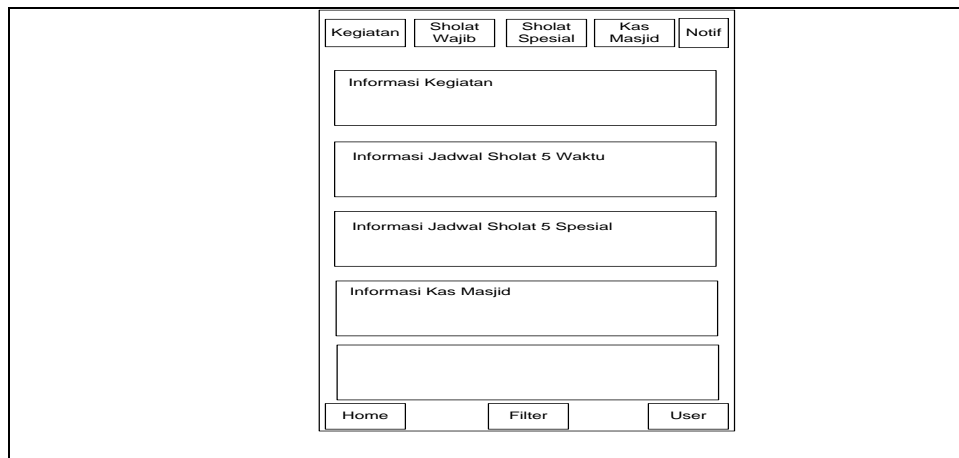 Kegiatan
Sholat
Wajib
Sholat
Spesial
Kas
Masjid
Notif
Informasi Kegiatan
Informasi Jadwal Sholat 5 Waktu
Informasi Jadwal Sholat 5 Spesial
Informasi Kas Masjid
Home
Filter
User